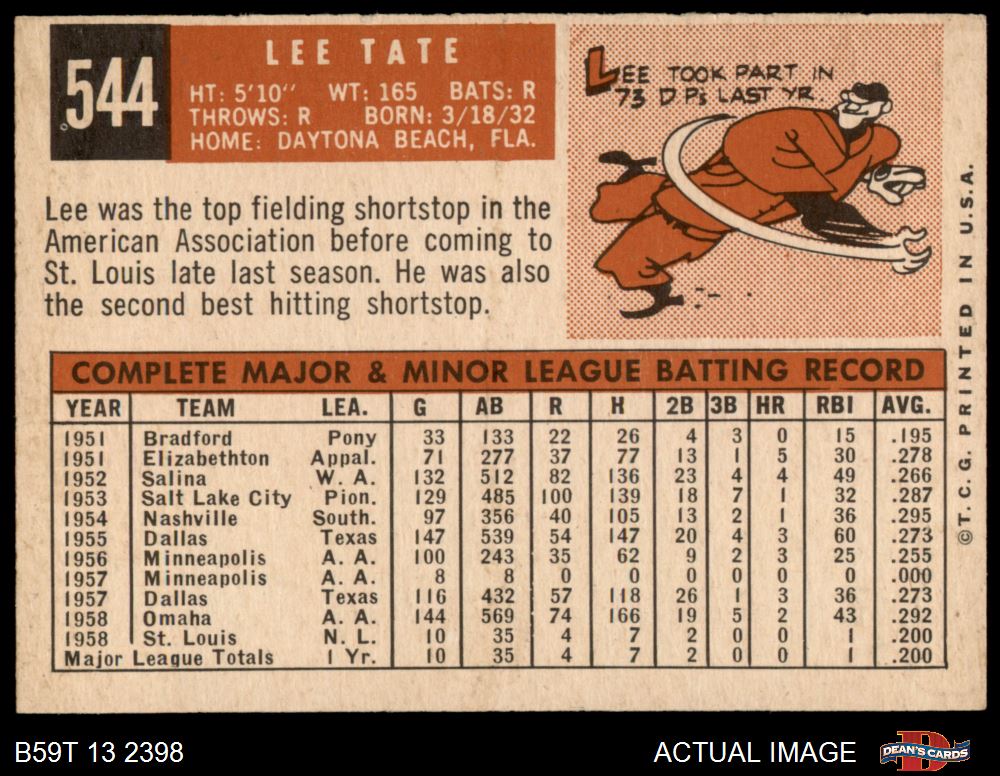 544
LEE TATE
HT: 5'10" WT: 165 BATS: R
THROWS: R BORN: 3/18/32
HOME: DAYTONA BEACH, FLA.
LEE TOOK PART IN
73 D P's LAST YR
Lee was the top fielding shortstop in the
American Association before coming to
St. Louis late last season. He was also
the second best hitting shortstop.
COMPLETE MAJOR & MINOR LEAGUE BATTING RECORD
YEAR TEAM LEA. G AB R H 2B 3B HR RBI AVG.
1951 Bradford Pony 33 133 22 26 4 3 0 15 .195
1951 Elizabethton Appal. 71 277 37 77 13 1 5 30 .278
1952 Salina W. A. 132 512 82 136 23 4 4 49 .266
1953 Salt Lake City Pion. 129 485 100 139 18 7 1 32 .287
1954 Nashville South. 97 356 40 105 13 2 1 36 .295
1955 Dallas Texas 147 539 54 147 20 4 3 60 .273
1956 Minneapolis A. A. 100 243 35 62 9 2 3 25 .255
1957 Minneapolis A. A. 8 8 0 0 0 0 0 0 .000
1957 Dallas Texas 116 432 57 118 26 1 3 36 .273
1958 Omaha A. A. 144 569 74 166 19 5 2 43 .292
1958 St. Louis N. L. 10 35 4 7 2 0 0 1 .200
Major League Totals 1 Yr. 10 35 4 7 2 0 0 1 .200
©T. C. G. PRINTED IN U.S.A.
B59T 13 2398
ACTUAL IMAGE
D
DEAN'S CARDS